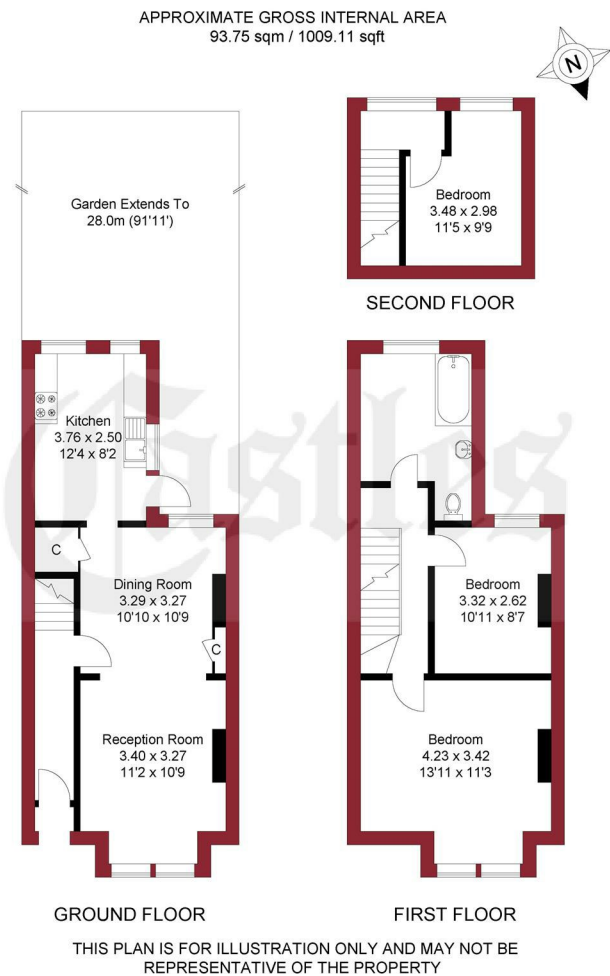 APPROXIMATE GROSS INTERNAL AREA
93.75 sqm / 1009.11 sqft
N
Garden Extends To
28.0m (91'11')
Bedroom
3.48 x 2.98
11'5 x 9'9
SECOND FLOOR
Kitchen
3.76 x 2.50
12'4 x 8'2
Castles
C
Dining Room
3.29 x 3.27
10'10 x 10'9
C
Bedroom
3.32 x 2.62
10'11 x 8'7
Reception Room
3.40 x 3.27
11'2 x 10'9
Bedroom
4.23 x 3.42
13'11 x 11'3
GROUND FLOOR
FIRST FLOOR
THIS PLAN IS FOR ILLUSTRATION ONLY AND MAY NOT BE
REPRESENTATIVE OF THE PROPERTY